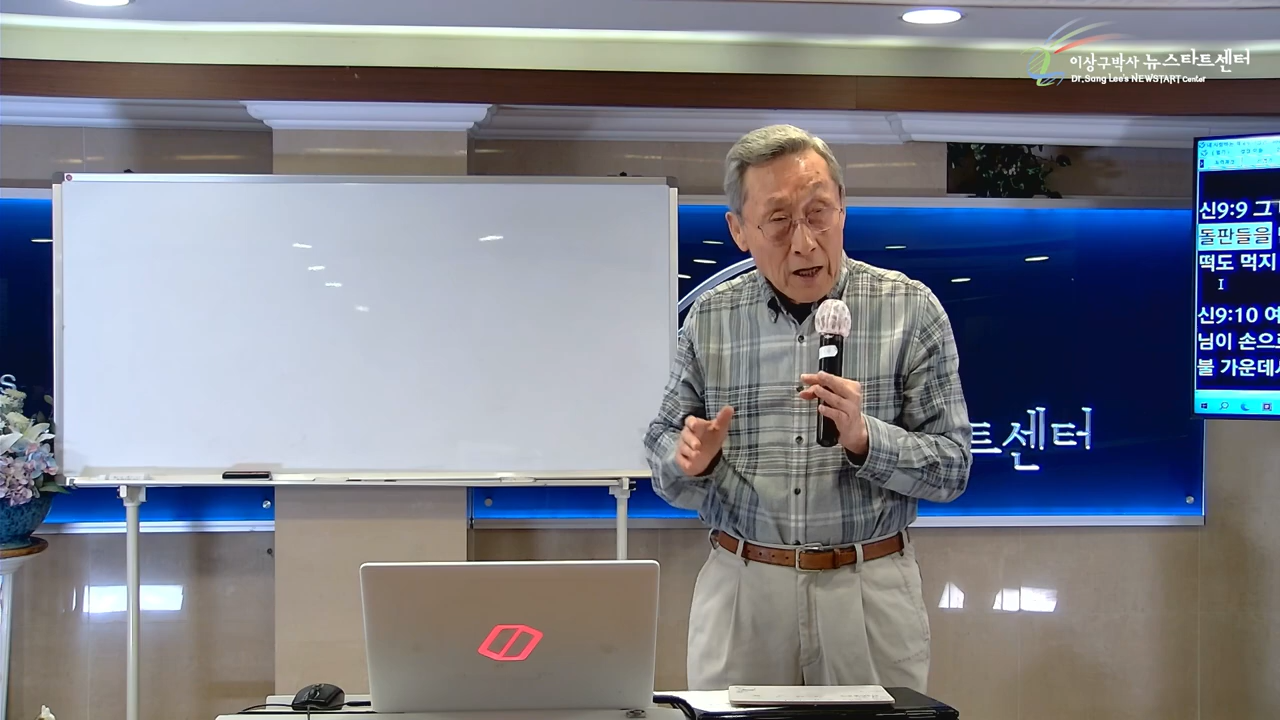 이상구박사 뉴스타트센터
Dr. Sang Lee's NEWSTART Center
신9:9 그
돌판들을
떡도 먹지
신9:10 여
님이 손으로
불 가운데서
트센터
S